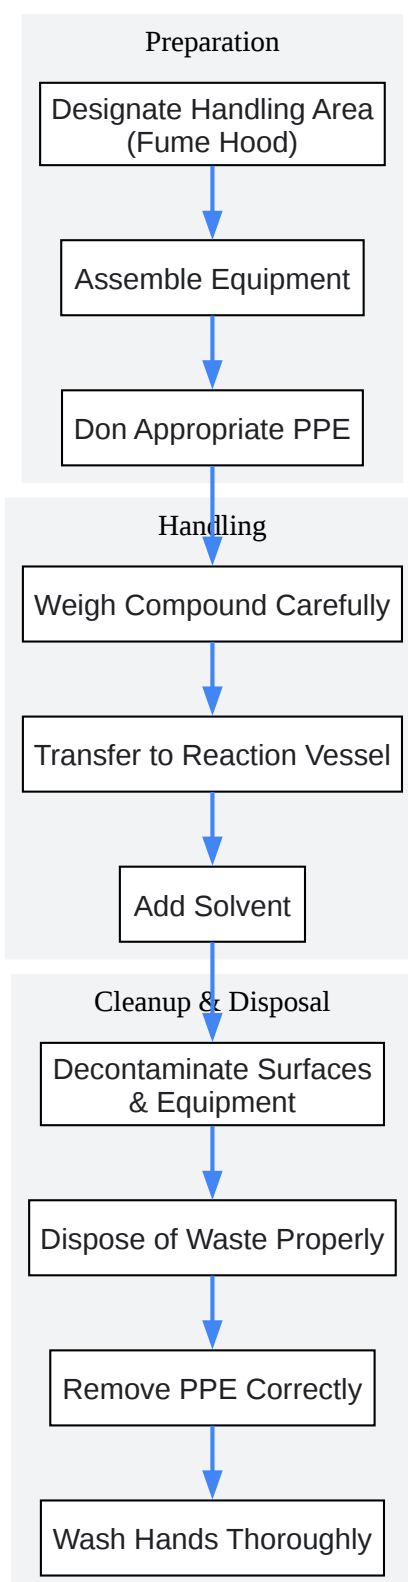 Preparation
Designate Handling Area
(Fume Hood)
Assemble Equipment
Don Appropriate PPE
Handling
Weigh Compound Carefully
Transfer to Reaction Vessel
Add Solvent
Cleanup & Disposal
Decontaminate Surfaces
& Equipment
Dispose of Waste Properly
Remove PPE Correctly
Wash Hands Thoroughly